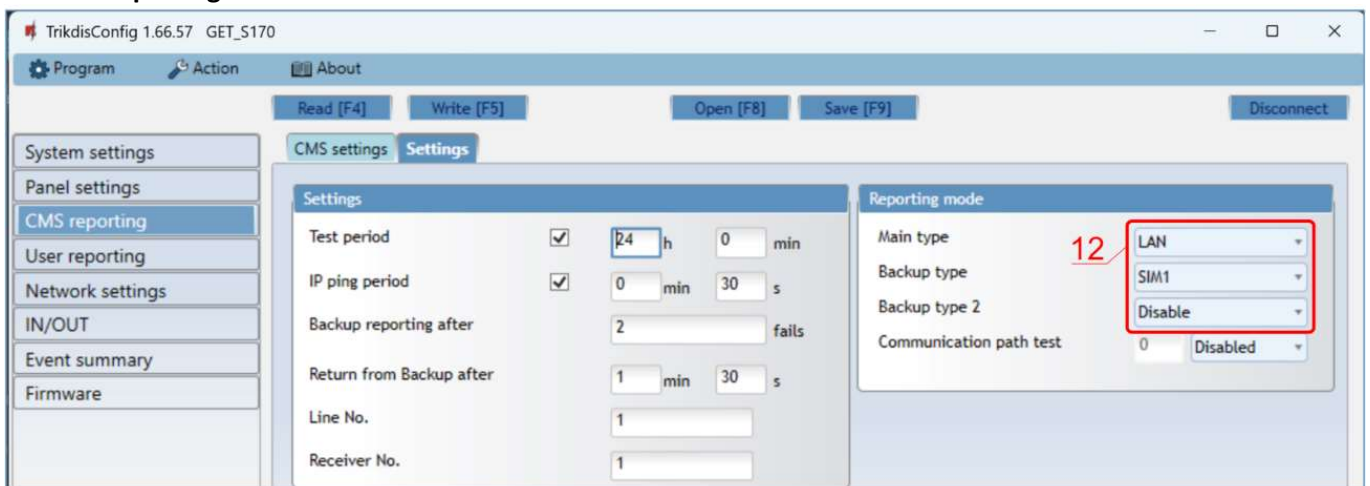 TrikdisConfig 1.66.57 GET_S170
Program Action About
Read [F4] Write [F5] Open [F8] Save [F9] Disconnect
System settings
Panel settings
CMS reporting
User reporting
Network settings
IN/OUT
Event summary
Firmware
CMS settings Settings
Settings
Test period 24 h 0 min
IP ping period 0 min 30 s
Backup reporting after 2 fails
Return from Backup after 1 min 30 s
Line No. 1
Receiver No. 1
Reporting mode
12
Main type LAN
Backup type SIM1
Backup type 2 Disable
Communication path test 0 Disabled